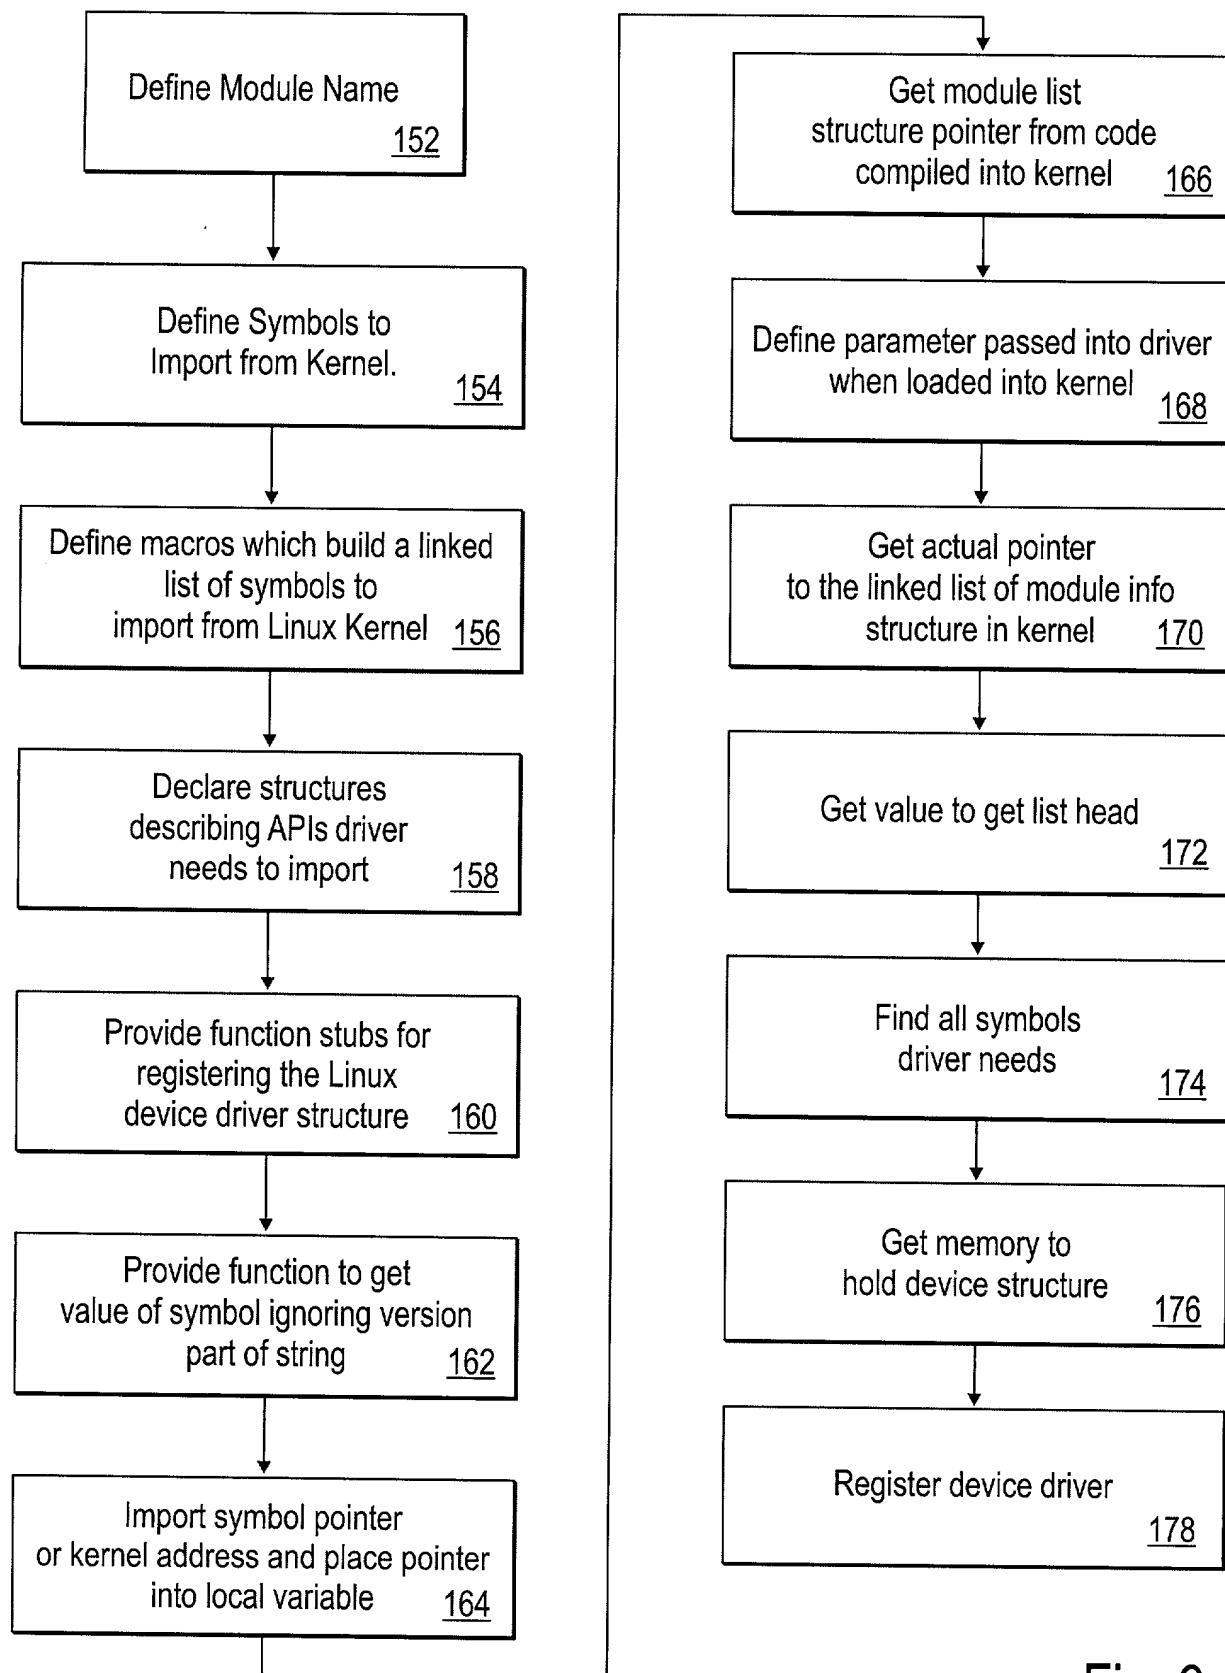 Define Module Name
152
Define Symbols to
Import from Kernel.
154
Define macros which build a linked
list of symbols to
import from Linux Kernel 156
Declare structures
describing APIs driver
needs to import 158
Provide function stubs for
registering the Linux
device driver structure 160
Provide function to get
value of symbol ignoring version
part of string 162
Import symbol pointer
or kernel address and place pointer
into local variable 164
Get module list
structure pointer from code
compiled into kernel 166
Define parameter passed into driver
when loaded into kernel
168
Get actual pointer
to the linked list of module info
structure in kernel 170
Get value to get list head
172
Find all symbols
driver needs
174
Get memory to
hold device structure
176
Register device driver
178